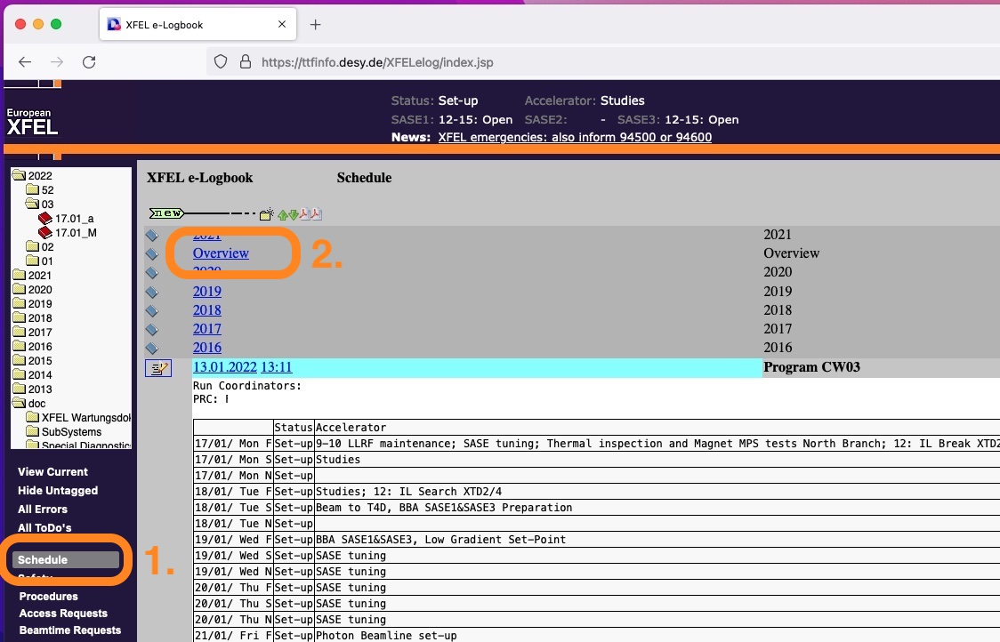 XFEL e-Logbook
https://ttfinfo.desy.de/XFELelog/index.jsp
European
XFEL
Status: Set-up Accelerator: Studies
SASE1: 12-15: Open SASE2: - SASE3: 12-15: Open
News: XFEL emergencies: also inform 94500 or 94600
2022
52
03
17.01_a
17.01_M
02
01
2021
2020
2019
2018
2017
2016
2015
2014
2013
doc
XFEL Wartungsdok
SubSystems
Special Diagnostic
View Current
Hide Untagged
All Errors
All ToDo's
Schedule
1.
Safety
Procedures
Access Requests
Beamtime Requests
XFEL e-Logbook Schedule
new
2021 2021
Overview Overview
2.
2020 2020
2019 2019
2018 2018
2017 2017
2016 2016
13.01.2022 13:11 Program CW03
Run Coordinators:
PRC:
Status Accelerator
17/01/ Mon F Set-up 9-10 LLRF maintenance; SASE tuning; Thermal inspection and Magnet MPS tests North Branch; 12: IL Break XTD2
17/01/ Mon S Set-up Studies
17/01/ Mon N Set-up
18/01/ Tue F Set-up Studies; 12: IL Search XTD2/4
18/01/ Tue S Set-up Beam to T4D, BBA SASE1&SASE3 Preparation
18/01/ Tue N Set-up
19/01/ Wed F Set-up BBA SASE1&SASE3, Low Gradient Set-Point
19/01/ Wed S Set-up SASE tuning
19/01/ Wed N Set-up SASE tuning
20/01/ Thu F Set-up SASE tuning
20/01/ Thu S Set-up SASE tuning
20/01/ Thu N Set-up SASE tuning
21/01/ Fri F Set-up Photon Beamline set-up